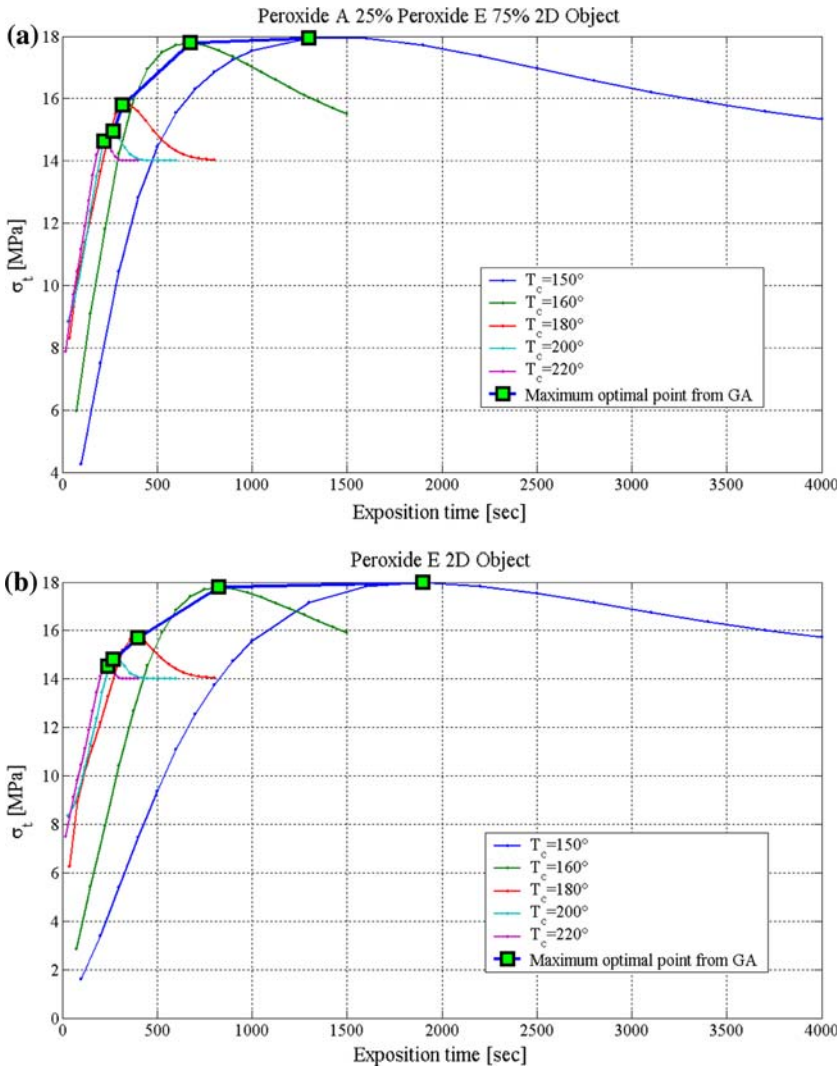 (a)
Peroxide A 25% Peroxide E 75% 2D Object
18
16
14
12
10
8
6
4
σt [MPa]
0 500 1000 1500 2000 2500 3000 3500 4000
Exposition time [sec]
Tc=150°
Tc=160°
Tc=180°
Tc=200°
Tc=220°
Maximum optimal point from GA
(b)
Peroxide E 2D Object
18
16
14
12
10
8
6
4
2
0
σt [MPa]
0 500 1000 1500 2000 2500 3000 3500 4000
Exposition time [sec]
Tc=150°
Tc=160°
Tc=180°
Tc=200°
Tc=220°
Maximum optimal point from GA